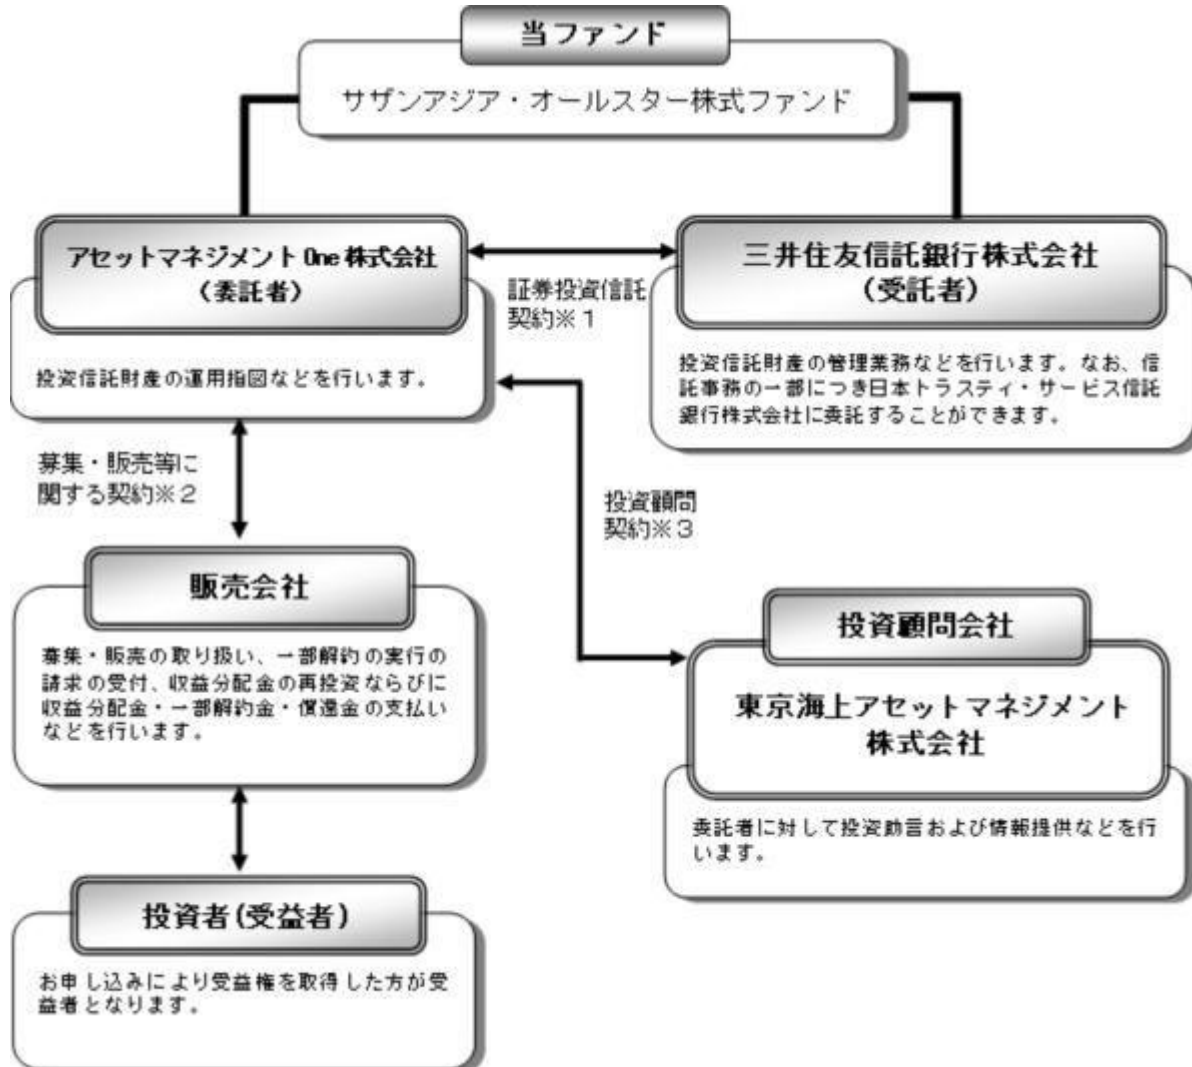 当ファンド
サザンアジア・オールスター株式ファンド
アセットマネジメント One 株式会社
（委託者）
投資信託財産の運用指図などを行います。
証券投資信託
契約※１
三井住友信託銀行株式会社
（受託者）
投資信託財産の管理業務などを行います。なお、信
託事務の一部につき日本トラスティ・サービス信託
銀行株式会社に委託することができます。
募集・販売等に
関する契約※２
投資顧問
契約※３
販売会社
募集・販売の取り扱い、一部解約の実行の
請求の受付、収益分配金の再投資ならびに
収益分配金・一部解約金・償還金の支払い
などを行います。
投資顧問会社
東京海上アセットマネジメント
株式会社
委託者に対して投資助言および情報提供などを行
います。
投資者（受益者）
お申し込みにより受益権を取得した方が受
益者となります。